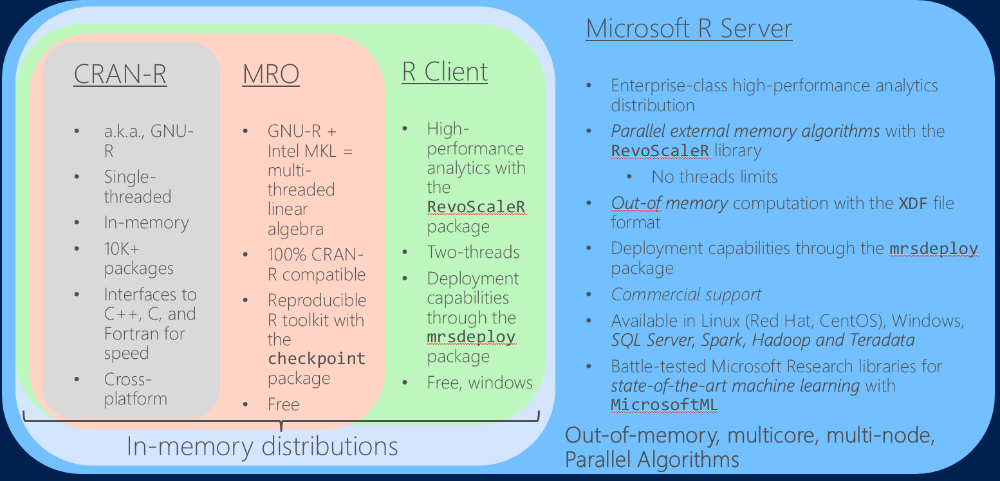 CRAN-R
• a.k.a., GNU-
R
• Single-
threaded
• In-memory
• 10K+
packages
• Interfaces to
C++, C, and
Fortran for
speed
• Cross-
platform
MRO
• GNU-R +
Intel MKL =
multi-
threaded
linear
algebra
• 100% CRAN-
R compatible
• Reproducible
R toolkit with
the
checkpoint
package
• Free
R Client
• High-
performance
analytics with
the
RevoScaleR
package
• Two-threads
• Deployment
capabilities
through the
mrsdeploy
package
• Free, windows
In-memory distributions
Microsoft R Server
• Enterprise-class high-performance analytics
distribution
• Parallel external memory algorithms with the
RevoScaleR library
• No threads limits
• Out-of memory computation with the XDF file
format
• Deployment capabilities through the mrsdeploy
package
• Commercial support
• Available in Linux (Red Hat, CentOS), Windows,
SQL Server, Spark, Hadoop and Teradata
• Battle-tested Microsoft Research libraries for
state-of-the-art machine learning with
MicrosoftML
Out-of-memory, multicore, multi-node,
Parallel Algorithms